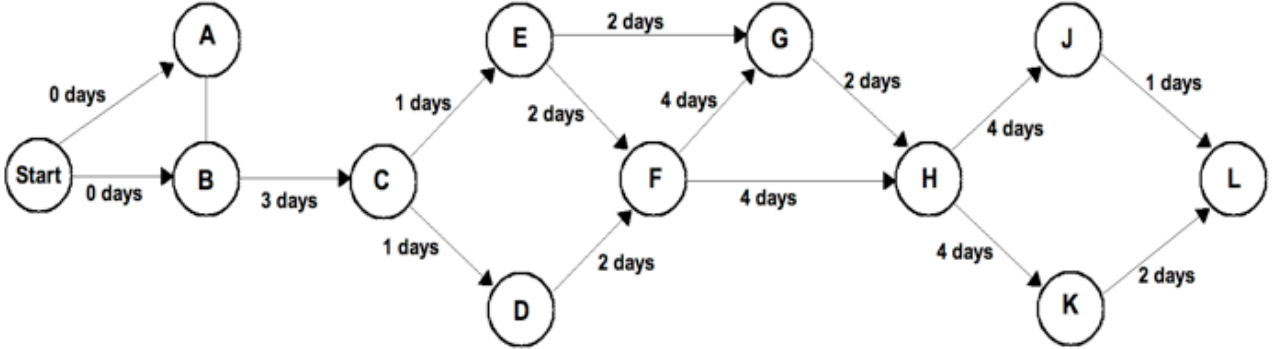 A
E
2 days
G
J
0 days
1 days
2 days
4 days
2 days
4 days
1 days
Start
0 days
B
3 days
C
F
4 days
H
L
1 days
2 days
4 days
2 days
D
K